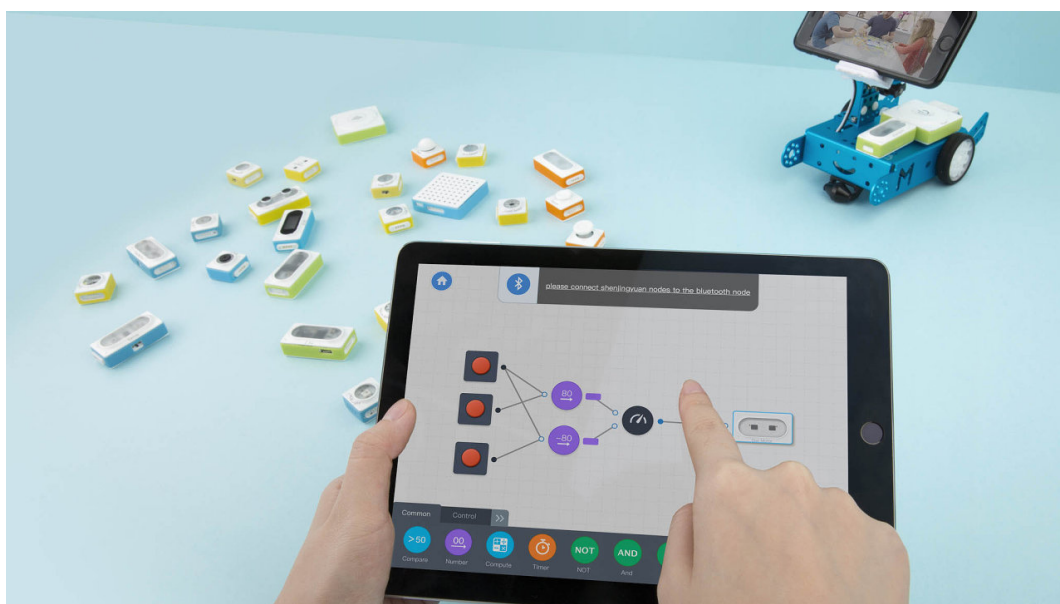 please connect shenjingyuan nodes to the bluetooth node
80
-80
Common
Control
>>
>50
00
NOT
AND
Compare
Number
Compute
Timer
NOT
And
M